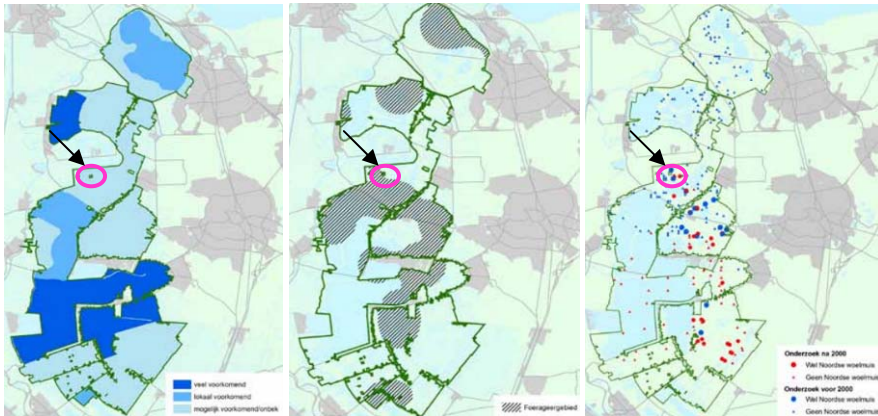 veel voorkomend
lokaal voorkomend
mogelijk voorkomend/onbek
Foerageergebied
Onderzoek na 2000
Wel Noordse woelmuis
Geen Noordse woelmuis
Onderzoek voor 2000
Wel Noordse woelmuis
Geen Noordse woelmuis